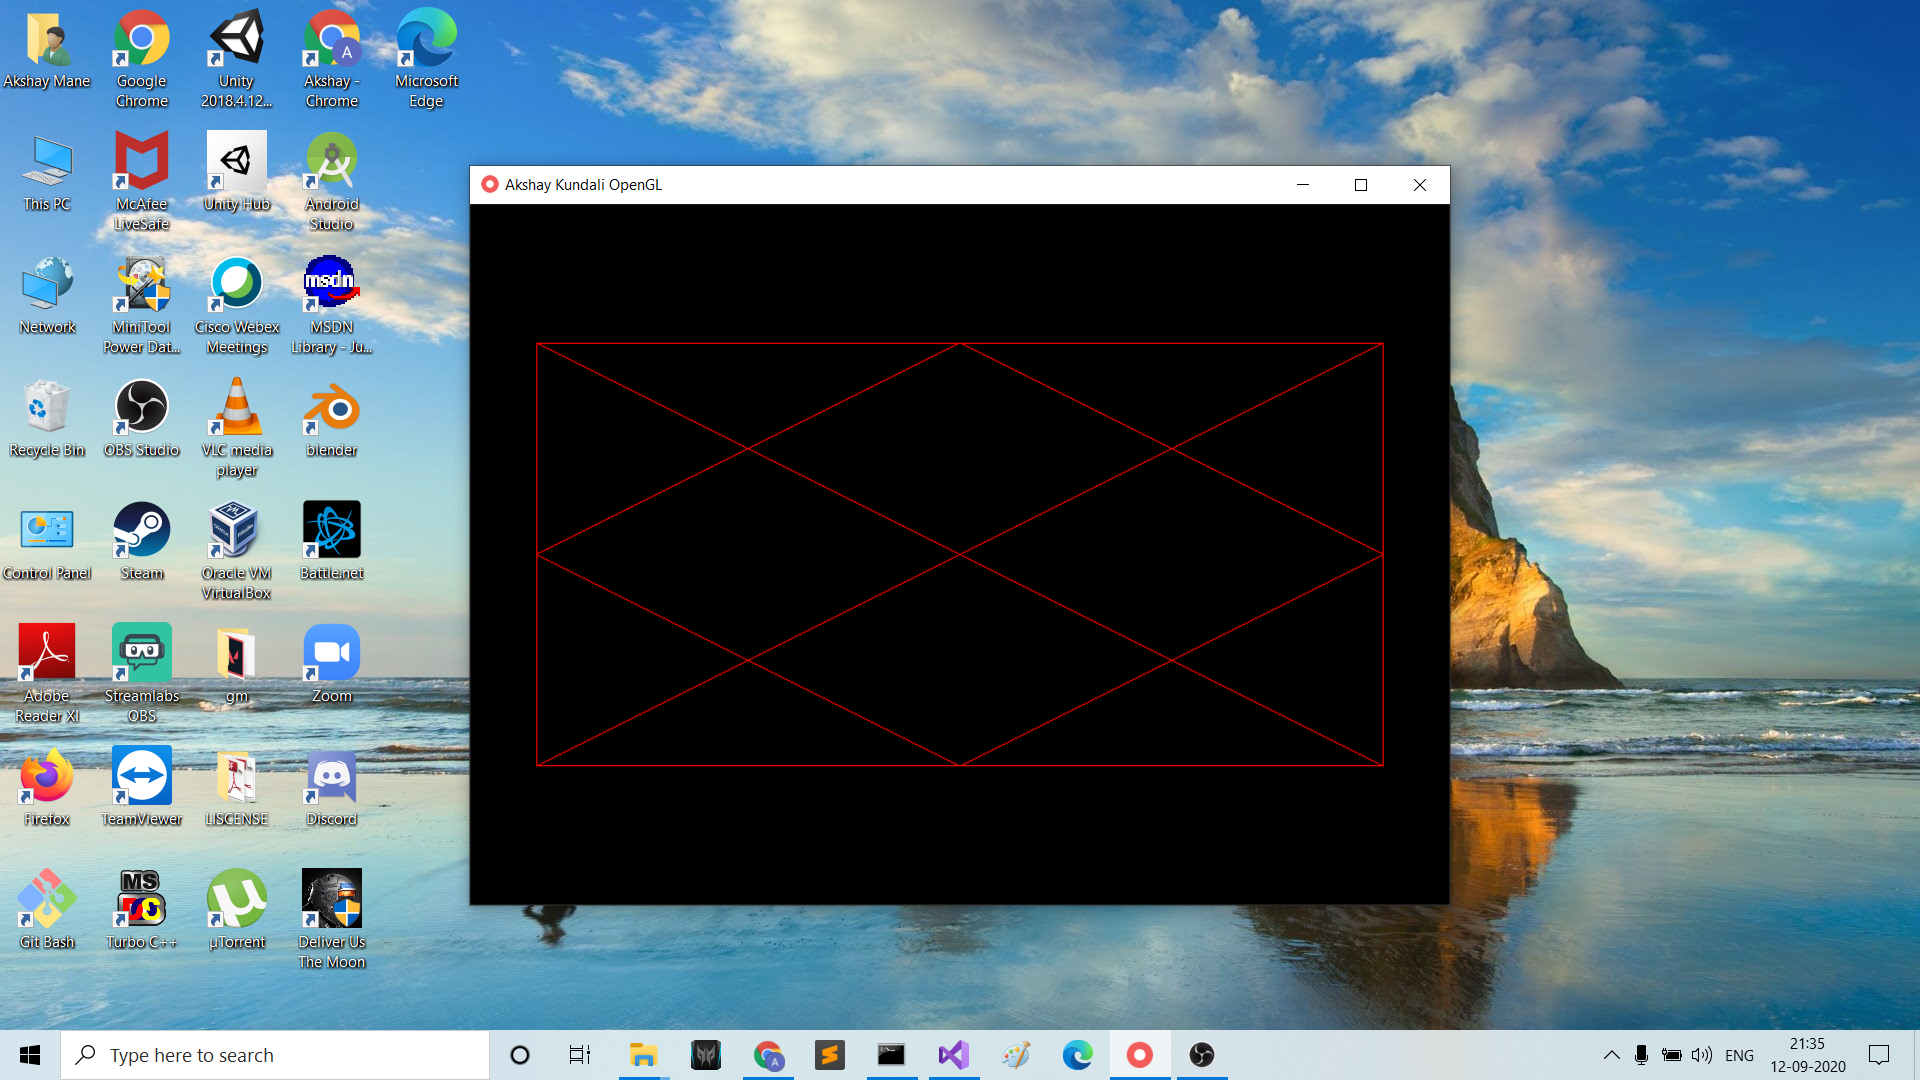 Akshay Mane
Google
Chrome
Unity
2018.4.12...
A
Akshay -
Chrome
Microsoft
Edge
This PC
McAfee
LiveSafe
Unity Hub
Android
Studio
Network
MiniTool
Power Dat...
Cisco Webex
Meetings
msdn
MSDN
Library - Ju...
Recycle Bin
OBS Studio
VLC media
player
blender
Control Panel
Steam
Oracle VM
VirtualBox
Battle.net
Adobe
Reader XI
Streamlabs
OBS
gm
Zoom
Firefox
TeamViewer
LISCENSE
Discord
Git Bash
MS
Turbo C++
µTorrent
Deliver Us
The Moon
Akshay Kundali OpenGL
Type here to search
A
ENG
21:35
12-09-2020